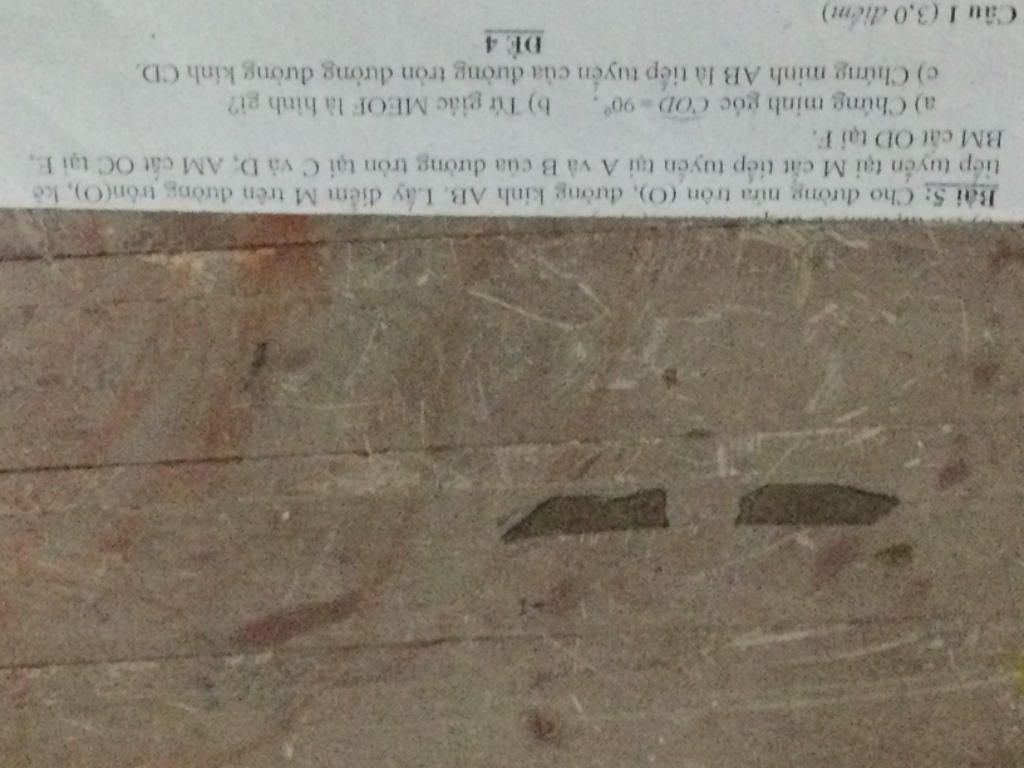 Bài 5: Cho đường nửa tròn (O), đường kính AB. Lấy điểm M trên đường tròn(O), kẻ
tiếp tuyến tại M cắt tiếp tuyến tại A và B của đường tròn tại C và D; AM cắt OC tại E,
BM cắt OD tại F.
a) Chứng minh góc COD = 90°. b) Tứ giác MEOF là hình gì?
c) Chứng minh AB là tiếp tuyến của đường tròn đường kính CD.
ĐỀ 4
Câu 1 (3,0 điểm)